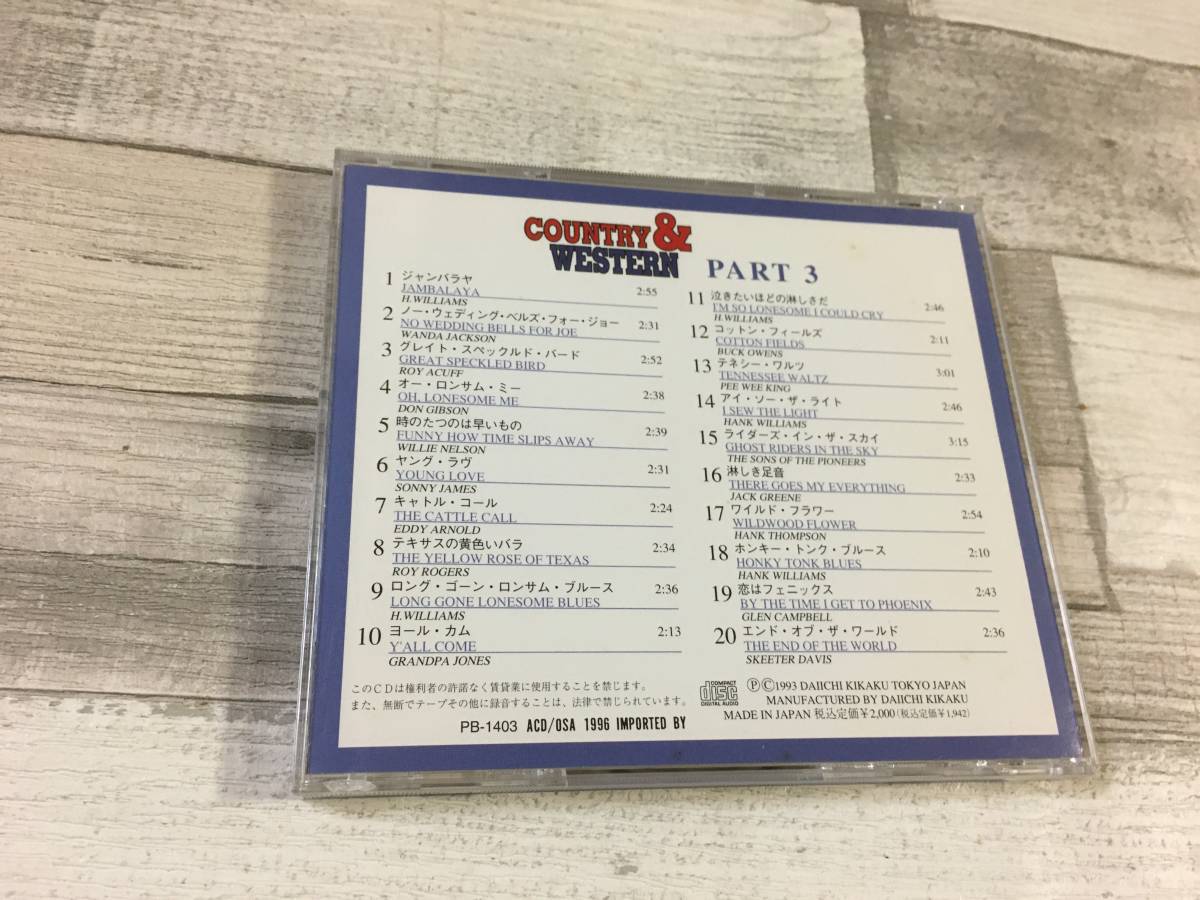 COUNTRY &
WESTERN
PART 3
1 ジャンバラヤ
JAMBALAYA 2:55
H.WILLIAMS
2 ノー・ウェディング・ベルズ・フォー・ジョー
NO WEDDING BELLS FOR JOE 2:31
WANDA JACKSON
3 グレイト・スペックルド・バード
GREAT SPECKLED BIRD 2:52
ROY ACUFF
4 オー・ロンサム・ミー
OH, LONESOME ME 2:38
DON GIBSON
5 時のたつのは早いもの
FUNNY HOW TIME SLIPS AWAY 2:39
WILLIE NELSON
6 ヤング・ラヴ
YOUNG LOVE 2:31
SONNY JAMES
7 キャトル・コール
THE CATTLE CALL 2:24
EDDY ARNOLD
8 テキサスの黄色いバラ
THE YELLOW ROSE OF TEXAS 2:34
ROY ROGERS
9 ロング・ゴーン・ロンサム・ブルース
LONG GONE LONESOME BLUES 2:36
H.WILLIAMS
10 ヨール・カム
Y'ALL COME 2:13
GRANDPA JONES
11 泣きたいほどの淋しさだ
I'M SO LONESOME I COULD CRY 2:46
H.WILLIAMS
12 コットン・フィールズ
COTTON FIELDS 2:11
BUCK OWENS
13 テネシー・ワルツ
TENNESSEE WALTZ 3:01
PEE WEE KING
14 アイ・ソー・ザ・ライト
I SEW THE LIGHT 2:46
HANK WILLIAMS
15 ライダーズ・イン・ザ・スカイ
GHOST RIDERS IN THE SKY 3:15
THE SONS OF THE PIONEERS
16 淋しき足音
THERE GOES MY EVERYTHING 2:33
JACK GREENE
17 ワイルド・フラワー
WILDWOOD FLOWER 2:54
HANK THOMPSON
18 ホンキー・トンク・ブルース
HONKY TONK BLUES 2:10
HANK WILLIAMS
19 恋はフェニックス
BY THE TIME I GET TO PHOENIX 2:43
GLEN CAMPBELL
20 エンド・オブ・ザ・ワールド
THE END OF THE WORLD 2:36
SKEETER DAVIS
このCDは権利者の許諾なく賃貸業に使用することを禁じます。
また、無断でテープその他に録音することは、法律で禁じられています。
PB-1403 ACD/OSA 1996 IMPORTED BY
COMPACT
disc
DIGITAL AUDIO
ⓅⒸ1993 DAIICHI KIKAKU TOKYO JAPAN
MANUFACTURED BY DAIICHI KIKAKU
MADE IN JAPAN 税込定価¥2,000(税抜定価¥1,942)